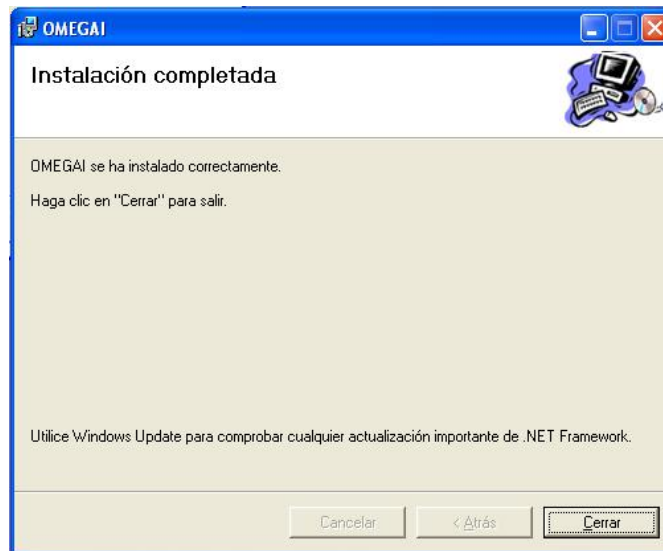 OMEGAI
Instalación completada
OMEGAI se ha instalado correctamente.
Haga clic en "Cerrar" para salir.
Utilice Windows Update para comprobar cualquier actualización importante de .NET Framework.
Cancelar
< Atrás
Cerrar